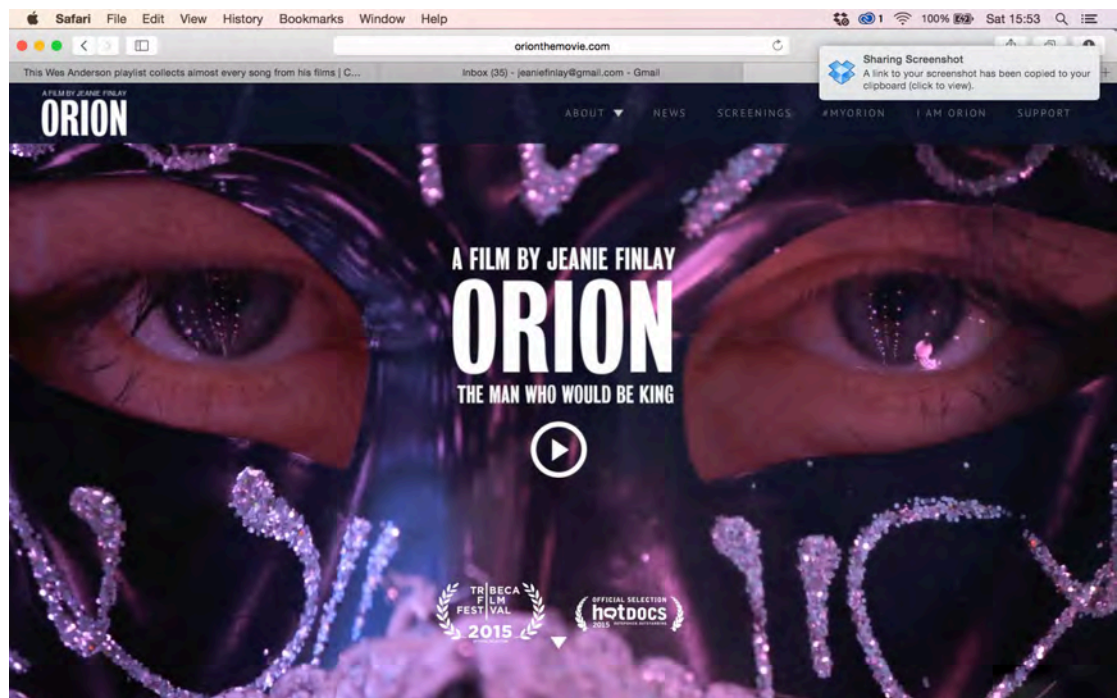 Safari File Edit View History Bookmarks Window Help
1 100% Sat 15:53
orionthemovie.com
Sharing Screenshot
A link to your screenshot has been copied to your
clipboard (click to view).
This Wes Anderson playlist collects almost every song from his films | C...
Inbox (35) - jeaniefinlay@gmail.com - Gmail
A FILM BY JEANIE FINLAY
ORION
ABOUT NEWS SCREENINGS #MYORION I AM ORION SUPPORT
A FILM BY JEANIE FINLAY
ORION
THE MAN WHO WOULD BE KING
TRIBECA
FILM
FESTIVAL
2015
OFFICIAL SELECTION
hotDOCS
2015